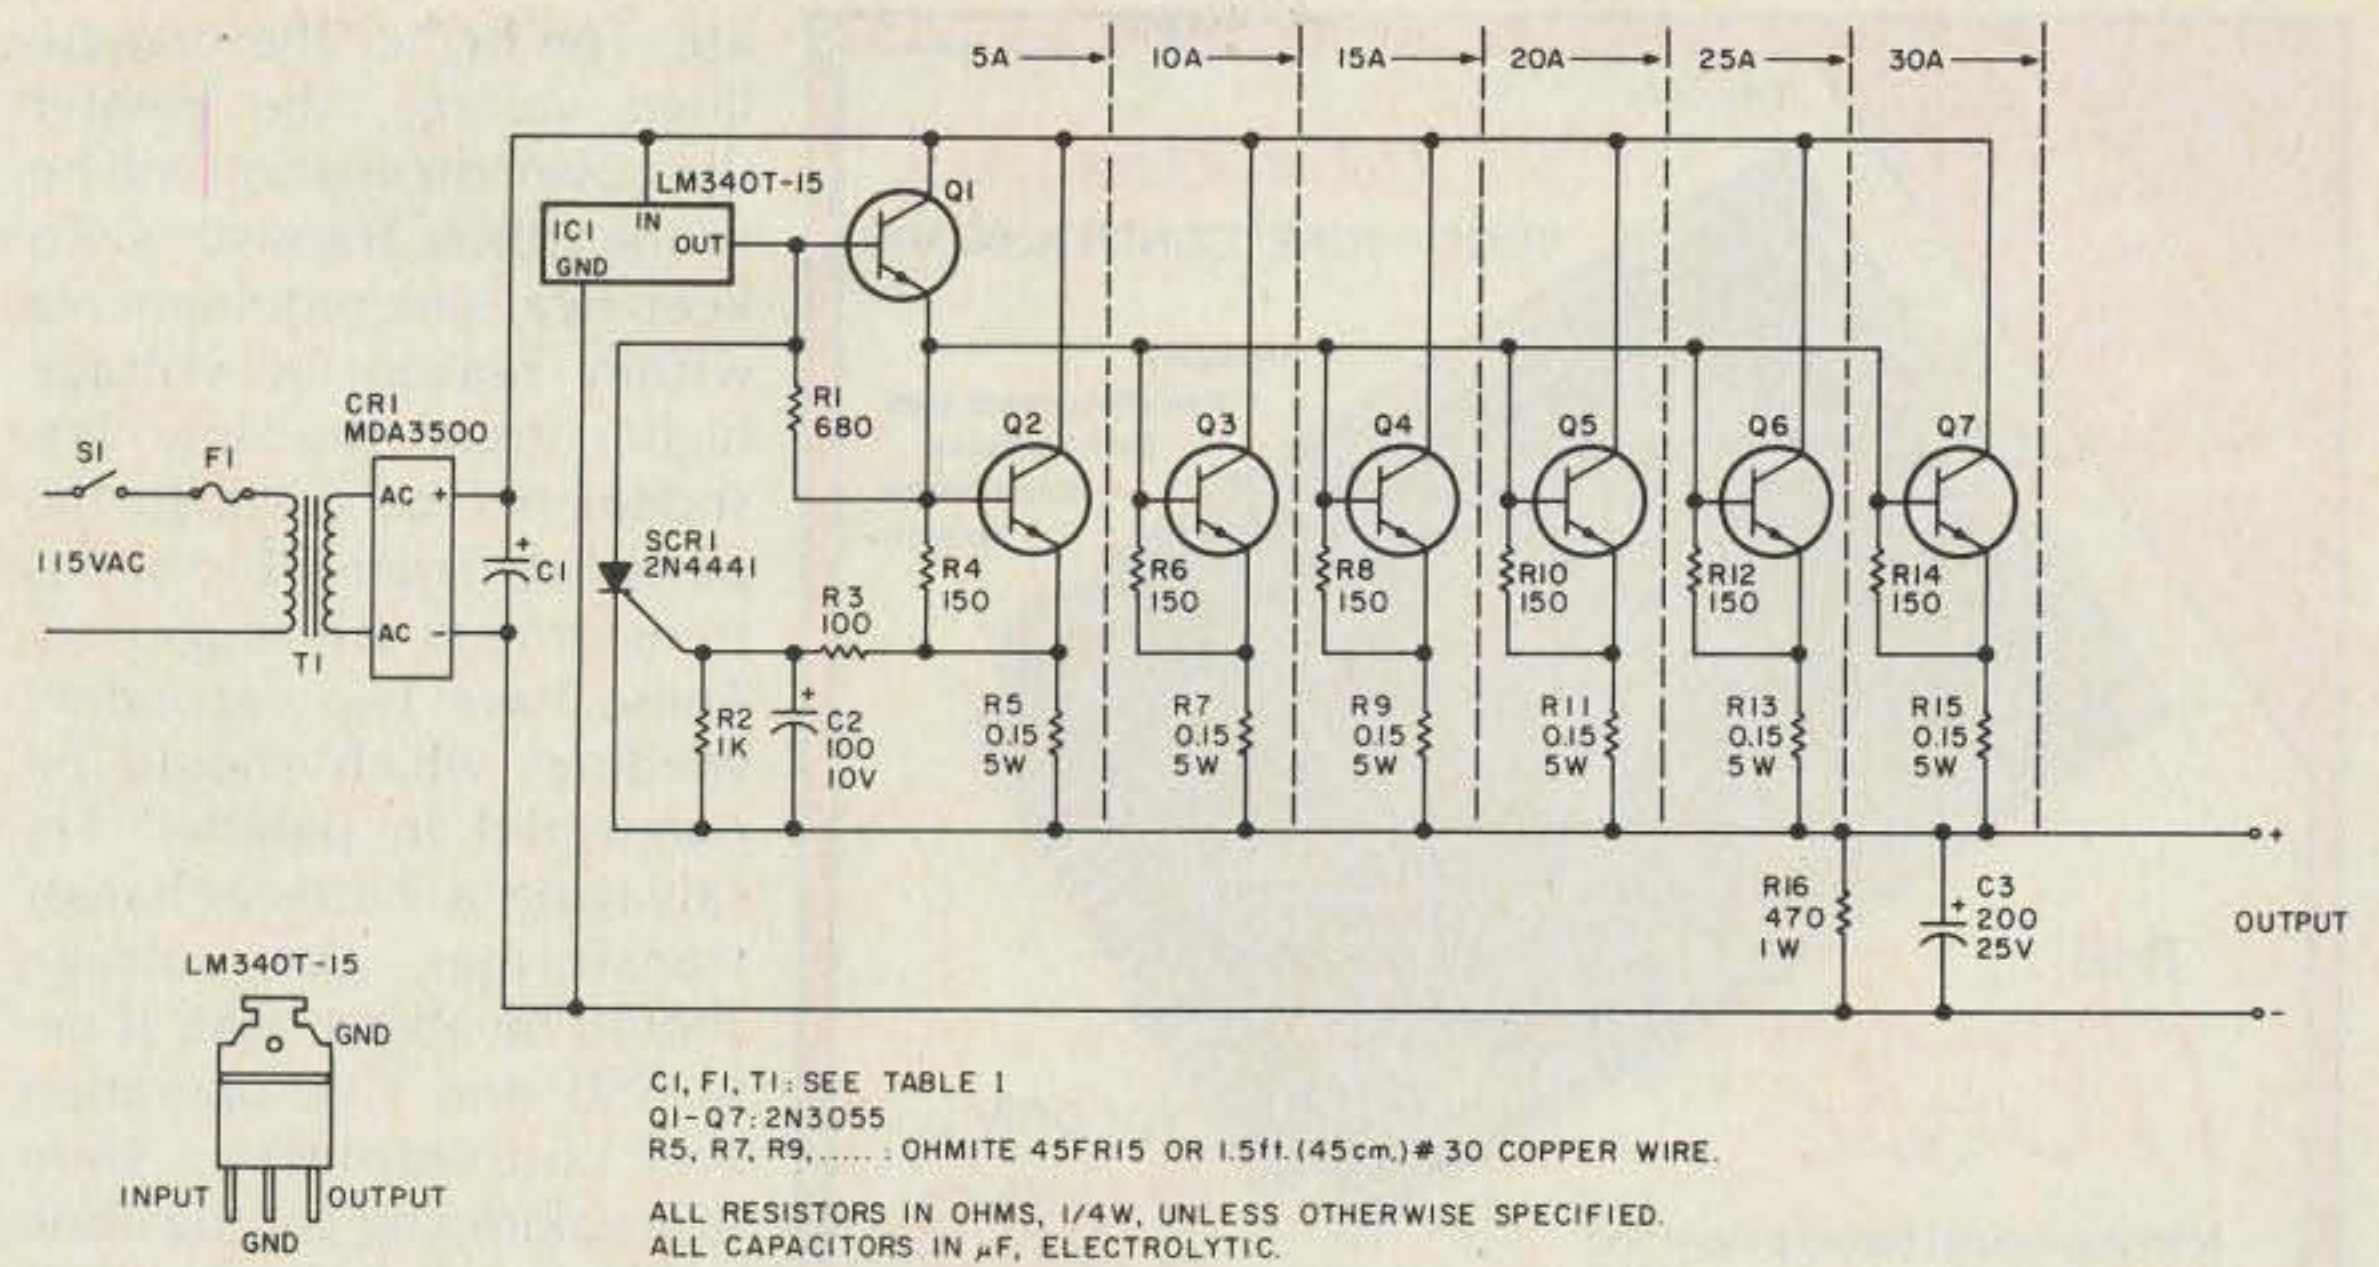 5A
10A
15A
20A
25A
30A
LM340T-15
IC1
IN
OUT
GND
Q1
CR1
MDA3500
S1
F1
AC +
AC -
115VAC
T1
C1
R1
680
SCR1
2N4441
R3
100
R4
150
R2
1K
C2
100
10V
+
+
Q2
Q3
Q4
Q5
Q6
Q7
R6
150
R8
150
R10
150
R12
150
R14
150
R5
0.15
5W
R7
0.15
5W
R9
0.15
5W
R11
0.15
5W
R13
0.15
5W
R15
0.15
5W
R16
470
1W
+
C3
200
25V
+
OUTPUT
-
LM340T-15
GND
INPUT
OUTPUT
GND
C1, F1, T1: SEE TABLE I
Q1-Q7: 2N3055
R5, R7, R9,.....: OHMITE 45FR15 OR 1.5ft.(45cm.)# 30 COPPER WIRE.
ALL RESISTORS IN OHMS, 1/4W, UNLESS OTHERWISE SPECIFIED.
ALL CAPACITORS IN µF, ELECTROLYTIC.